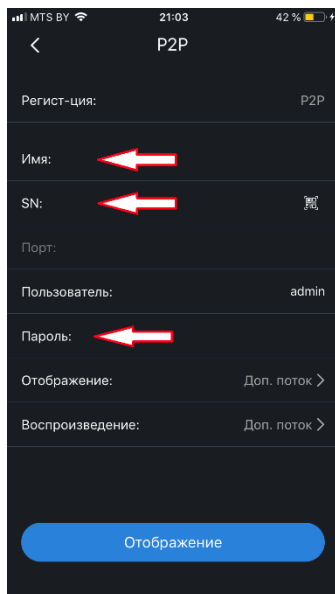 MTS BY 21:03 42 %
P2P
Регист-ция: P2P
Имя:
SN:
Порт:
Пользователь: admin
Пароль:
Отображение: Доп. поток
Воспроизведение: Доп. поток
Отображение